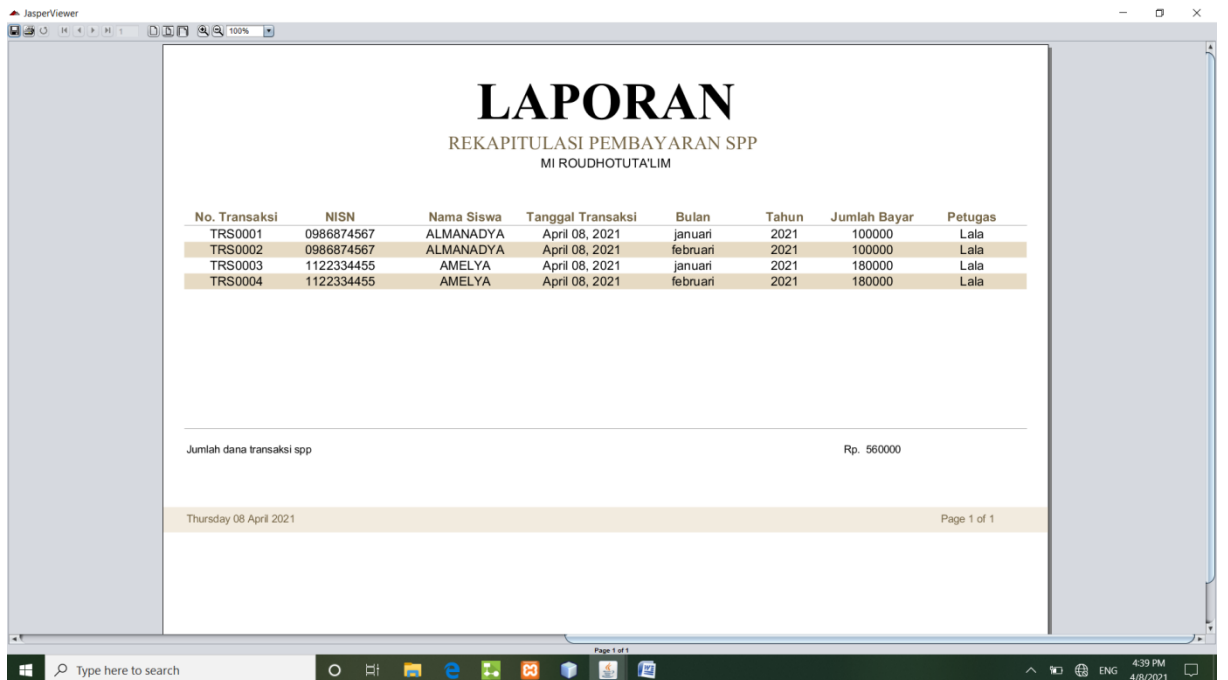 JasperViewer
1
100%
LAPORAN
REKAPITULASI PEMBAYARAN SPP
MI ROUDHOTUTA'LIM
No. Transaksi NISN Nama Siswa Tanggal Transaksi Bulan Tahun Jumlah Bayar Petugas
TRS0001 0986874567 ALMANADYA April 08, 2021 januari 2021 100000 Lala
TRS0002 0986874567 ALMANADYA April 08, 2021 februari 2021 100000 Lala
TRS0003 1122334455 AMELYA April 08, 2021 januari 2021 180000 Lala
TRS0004 1122334455 AMELYA April 08, 2021 februari 2021 180000 Lala
Jumlah dana transaksi spp Rp. 560000
Thursday 08 April 2021 Page 1 of 1
Page 1 of 1
Type here to search ENG 4:39 PM
4/8/2021